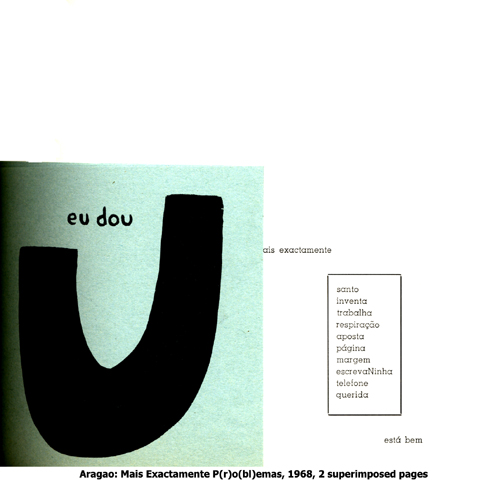 eu dou
U
ais exactamente
santo
inventa
trabalha
respiração
aposta
página
margem
escrevaNinha
telefone
querida
está bem
Aragao: Mais Exactamente P(r)o(bl)emas, 1968, 2 superimposed pages